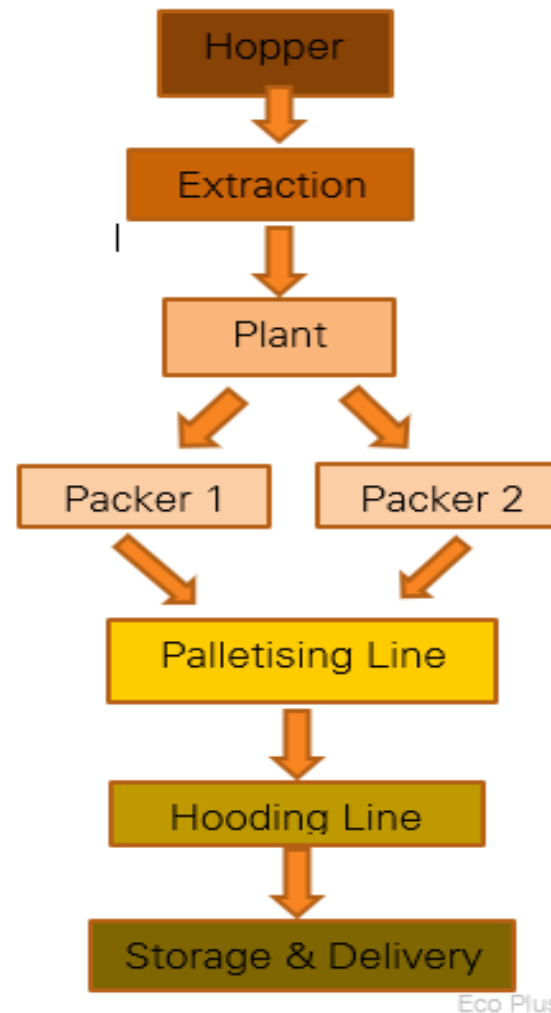 Hopper
Extraction
Plant
Packer 1
Packer 2
Palletising Line
Hooding Line
Storage & Delivery
Eco Plus